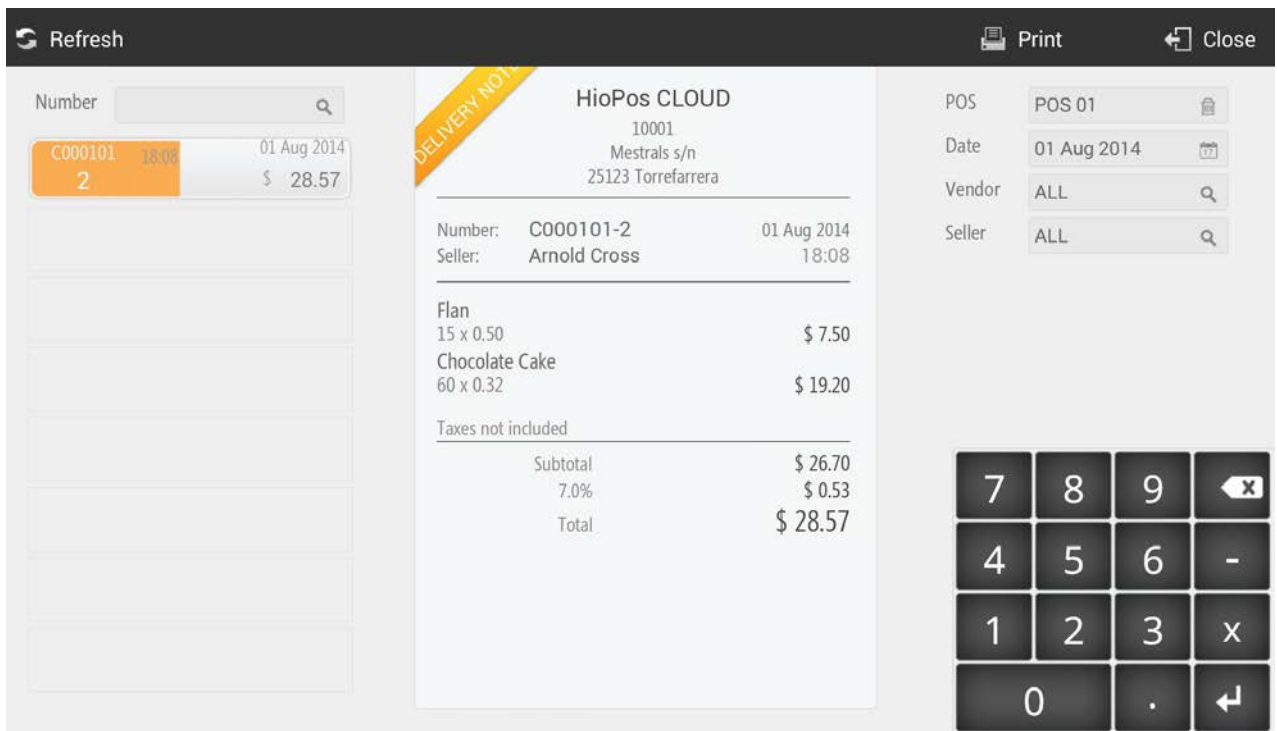 Refresh
Print
Close
Number
C000101 18:08 01 Aug 2014
2 $ 28.57
DELIVERY NOTE
HioPos CLOUD
10001
Mestrals s/n
25123 Torrefarrera
Number: C000101-2 01 Aug 2014
Seller: Arnold Cross 18:08
Flan
15 x 0.50 $ 7.50
Chocolate Cake
60 x 0.32 $ 19.20
Taxes not included
Subtotal $ 26.70
7.0% $ 0.53
Total $ 28.57
POS POS 01
Date 01 Aug 2014
Vendor ALL
Seller ALL
7 8 9 x
4 5 6 -
1 2 3 x
0 .